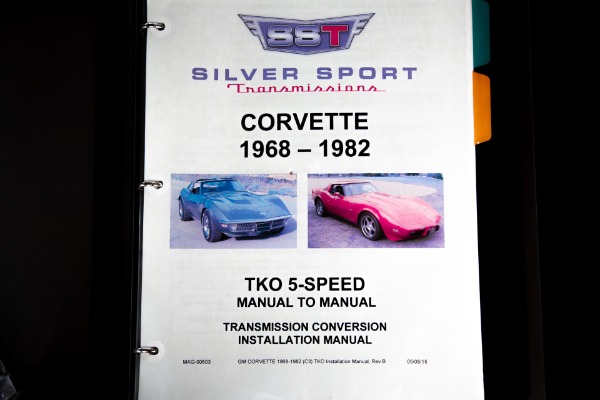 SST
SILVER SPORT
Transmissions
CORVETTE
1968 – 1982
TKO 5-SPEED
MANUAL TO MANUAL
TRANSMISSION CONVERSION
INSTALLATION MANUAL
MAG-00603 GM CORVETTE 1968-1982 (C3) TKO Installation Manual, Rev B 05/08/15